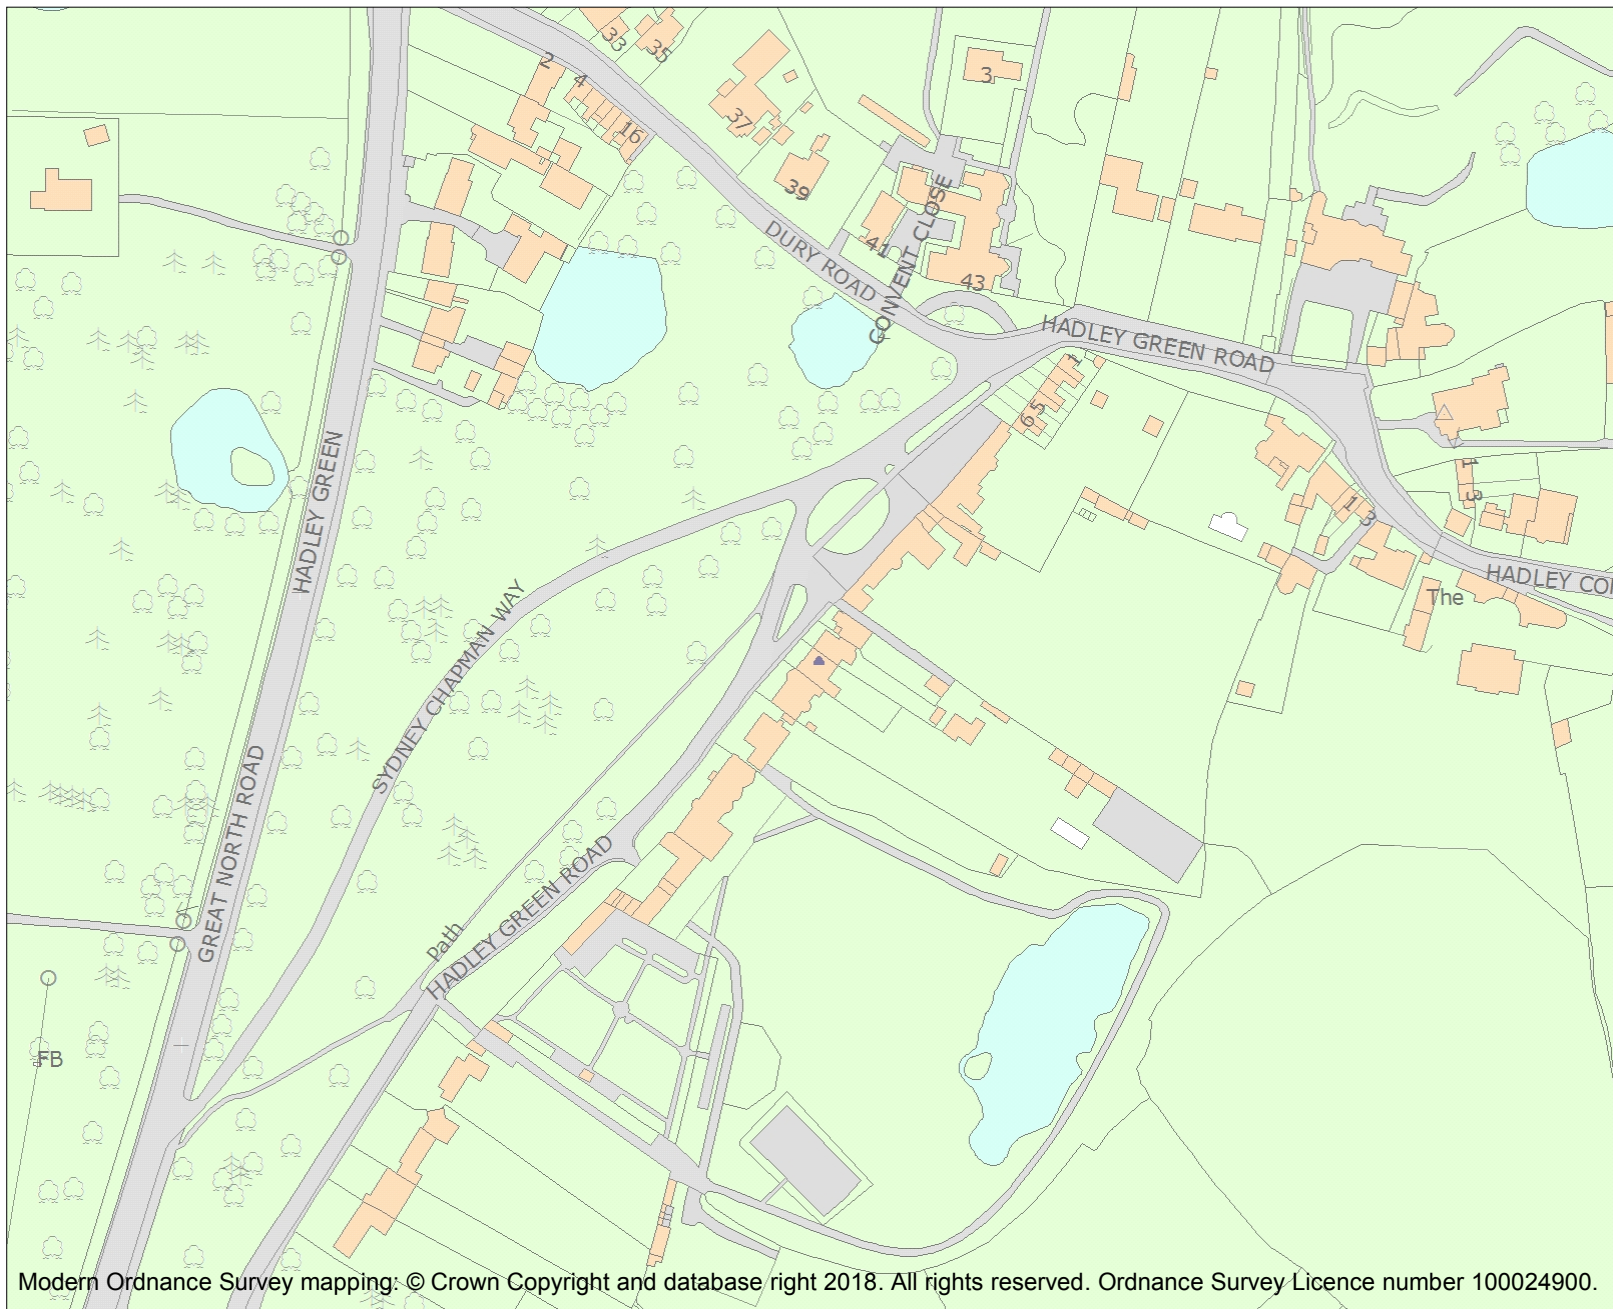 33
35
2
4
16
37
39
3
41
43
CONVENT CLOSE
DURY ROAD
HADLEY GREEN ROAD
1
65
HADLEY GREEN
1
3
1 3
HADLEY CO
The
SYDNEY CHAPMAN WAY
GREAT NORTH ROAD
Path
HADLEY GREEN ROAD
FB
Modern Ordnance Survey mapping: © Crown Copyright and database right 2018. All rights reserved. Ordnance Survey Licence number 100024900.